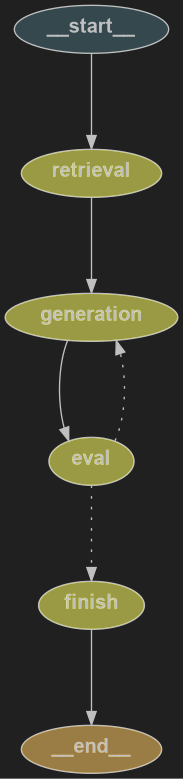 __start__
retrieval
generation
eval
finish
__end__